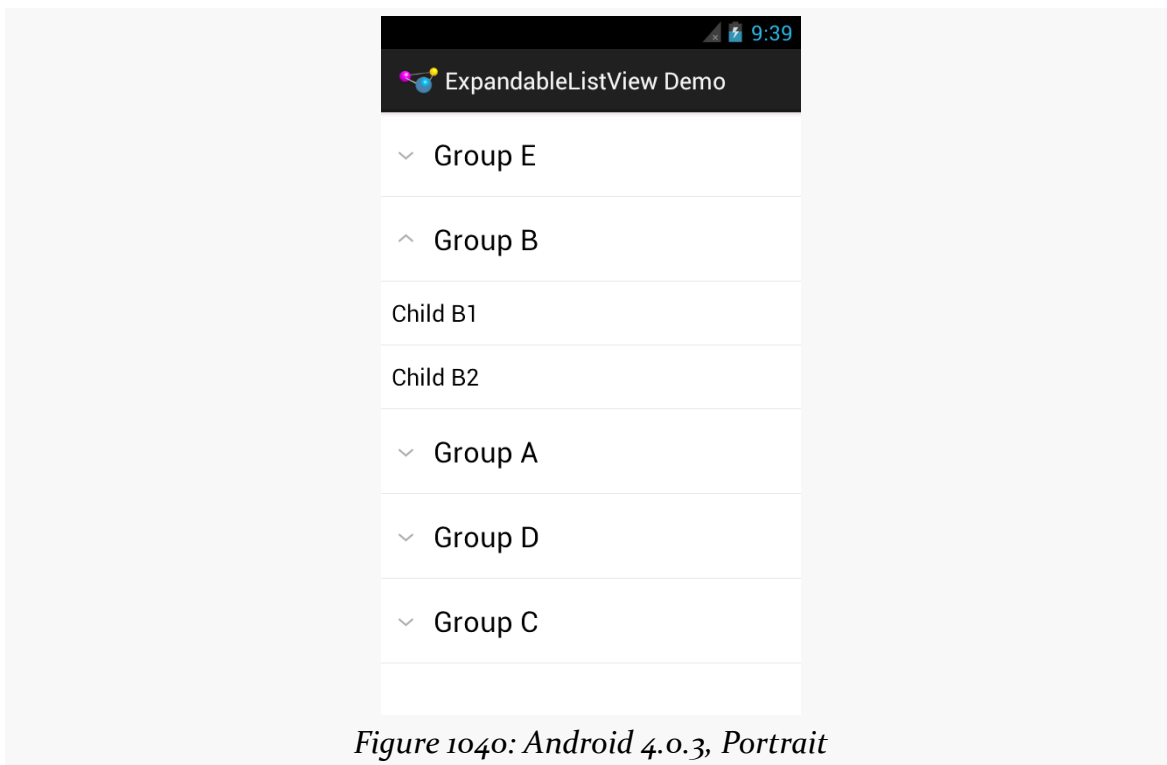 9:39
ExpandableListView Demo
Group E
Group B
Child B1
Child B2
Group A
Group D
Group C
Figure 1040: Android 4.0.3, Portrait